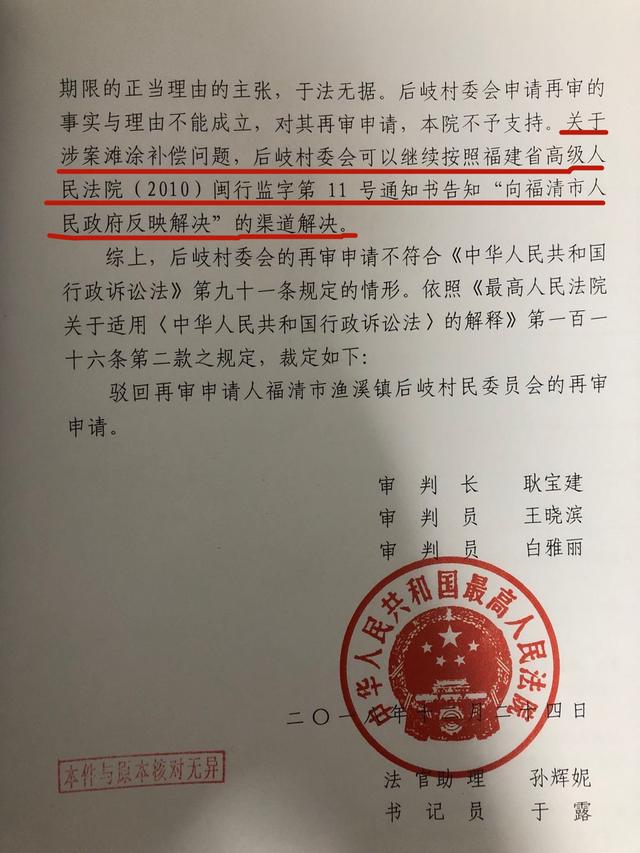 期限的正当理由的主张，于法无据。后岐村委会申请再审的
事实与理由不能成立，对其再审申请，本院不予支持。关于
涉案滩涂补偿问题，后岐村委会可以继续按照福建省高级人
民法院（2010）闽行监字第 11 号通知书告知“向福清市人
民政府反映解决”的渠道解决。
综上，后岐村委会的再审申请不符合《中华人民共和国
行政诉讼法》第九十一条规定的情形。依照《最高人民法院
关于适用〈中华人民共和国行政诉讼法〉的解释》第一百一
十六条第二款之规定，裁定如下：
驳回再审申请人福清市渔溪镇后岐村民委员会的再审
申请。
审 判 长 耿宝建
审 判 员 王晓滨
审 判 员 白雅丽
中华人民共和国最高人民法院
二〇一八年十二月二十四日
本件与原本核对无异
法 官 助 理 孙辉妮
书 记 员 于 露